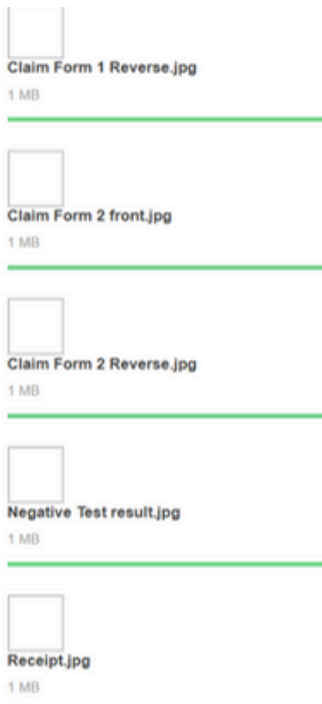 Claim Form 1 Reverse.jpg
1 MB
Claim Form 2 front.jpg
1 MB
Claim Form 2 Reverse.jpg
1 MB
Negative Test result.jpg
1 MB
Receipt.jpg
1 MB